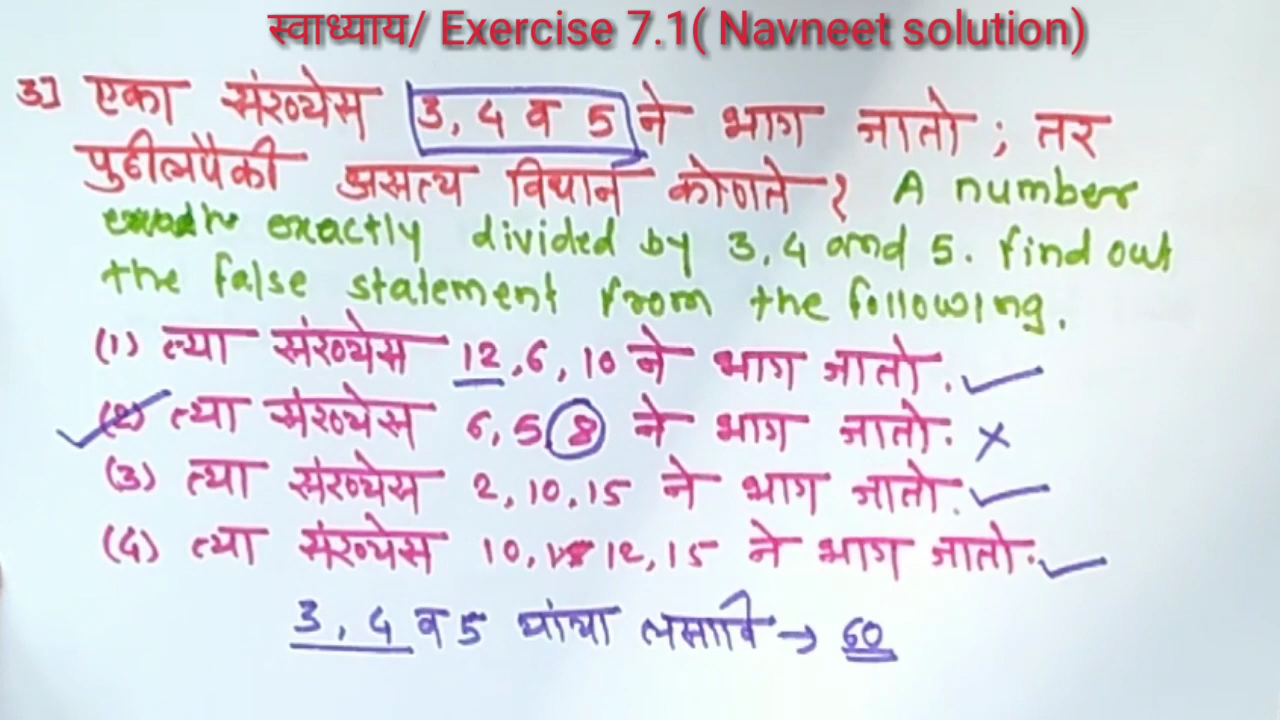 स्वाध्याय/ Exercise 7.1( Navneet solution)
3] एका संख्येस 3, 4 व 5 ने भाग जातो ; तर
पुढीलपैकी असत्य विधान कोणते ? A number
exactly divided by 3, 4 and 5. find out
the false statement from the following.
(1) त्या संख्येस 12, 6, 10 ने भाग जातो.
(2) त्या संख्येस 6, 5 8 ने भाग जातो.
(3) त्या संख्येस 2, 10, 15 ने भाग जातो.
(4) त्या संख्येस 10, 12, 15 ने भाग जातो.
3, 4 व 5 यांचा लसावि → 60